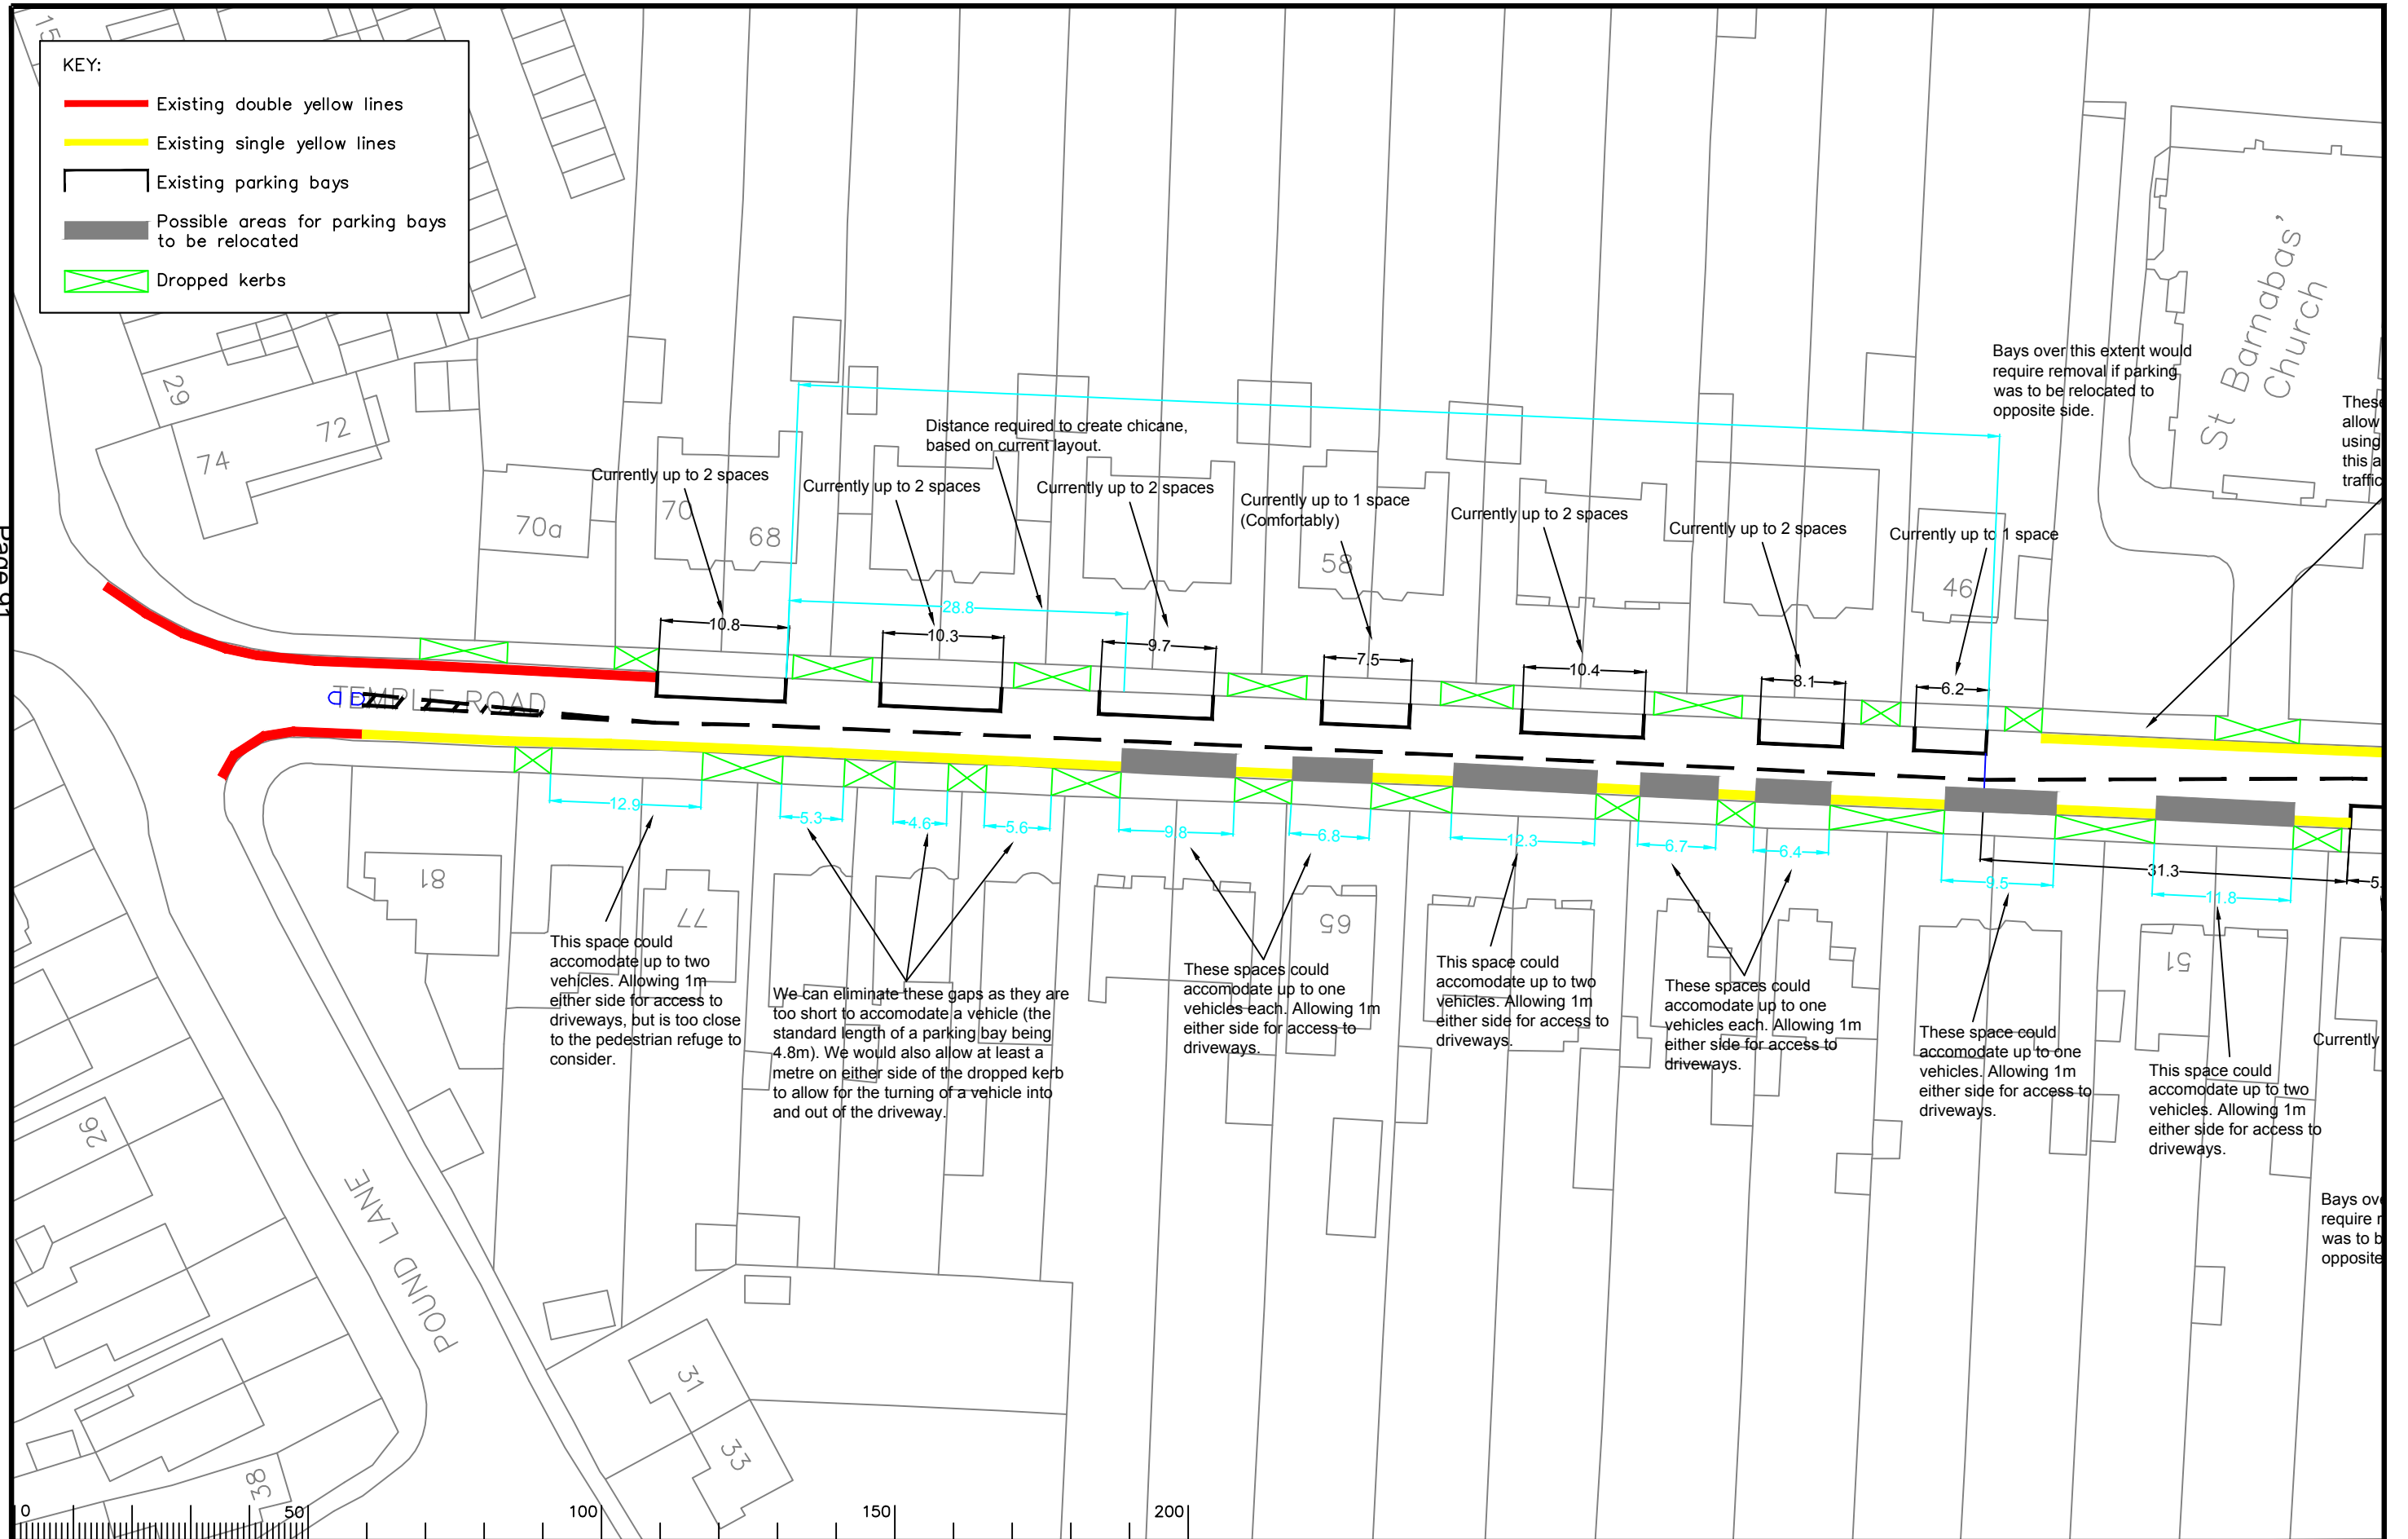 KEY:
Existing double yellow lines
Existing single yellow lines
Existing parking bays
Possible areas for parking bays
to be relocated
Dropped kerbs
15
29
72
74
70a
70
68
58
46
St Barnabas'
Church
Bays over this extent would
require removal if parking
was to be relocated to
opposite side.
These
allow
using
this a
traffic
Distance required to create chicane,
based on current layout.
Currently up to 2 spaces
Currently up to 2 spaces
Currently up to 2 spaces
Currently up to 1 space
(Comfortably)
Currently up to 2 spaces
Currently up to 2 spaces
Currently up to 1 space
28.8
10.8
10.3
9.7
7.5
10.4
8.1
6.2
Page 91
TEMPLE ROAD
12.9
5.3
4.6
5.6
9.8
6.8
12.3
6.7
6.4
9.5
31.3
11.8
5.
81
77
65
51
This space could
accomodate up to two
vehicles. Allowing 1m
either side for access to
driveways, but is too close
to the pedestrian refuge to
consider.
We can eliminate these gaps as they are
too short to accomodate a vehicle (the
standard length of a parking bay being
4.8m). We would also allow at least a
metre on either side of the dropped kerb
to allow for the turning of a vehicle into
and out of the driveway.
These spaces could
accomodate up to one
vehicles each. Allowing 1m
either side for access to
driveways.
This space could
accomodate up to two
vehicles. Allowing 1m
either side for access to
driveways.
These spaces could
accomodate up to one
vehicles each. Allowing 1m
either side for access to
driveways.
These space could
accomodate up to one
vehicles. Allowing 1m
either side for access to
driveways.
This space could
accomodate up to two
vehicles. Allowing 1m
either side for access to
driveways.
Currently
Bays ov
require r
was to b
opposite
POUND LANE
26
38
31
33
0
50
100
150
200